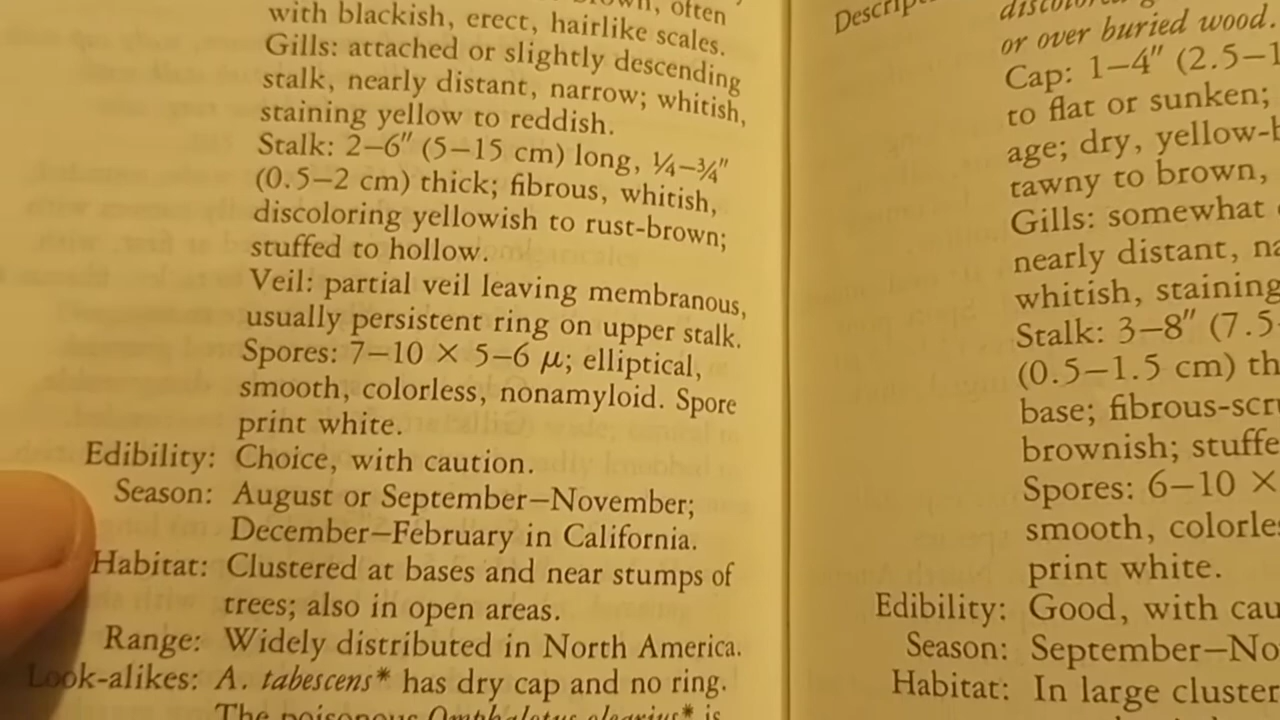 often
with blackish, erect, hairlike scales.
Gills: attached or slightly descending
stalk, nearly distant, narrow; whitish,
staining yellow to reddish.
Stalk: 2–6" (5–15 cm) long, ¼–¾"
(0.5–2 cm) thick; fibrous, whitish,
discoloring yellowish to rust-brown;
stuffed to hollow.
Veil: partial veil leaving membranous,
usually persistent ring on upper stalk.
Spores: 7–10 × 5–6 μ; elliptical,
smooth, colorless, nonamyloid. Spore
print white.
Edibility: Choice, with caution.
Season: August or September–November;
December–February in California.
Habitat: Clustered at bases and near stumps of
trees; also in open areas.
Range: Widely distributed in North America.
Look-alikes: A. tabescens* has dry cap and no ring.
The poisonous Omphalotus olearius* is
or over buried wood.
Cap: 1–4" (2.5–1
to flat or sunken;
age; dry, yellow-b
tawny to brown,
Gills: somewhat
nearly distant, na
whitish, staining
Stalk: 3–8" (7.5
(0.5–1.5 cm) th
base; fibrous-scr
brownish; stuffe
Spores: 6–10 ×
smooth, colorle
print white.
Edibility: Good, with cau
Season: September–No
Habitat: In large cluster